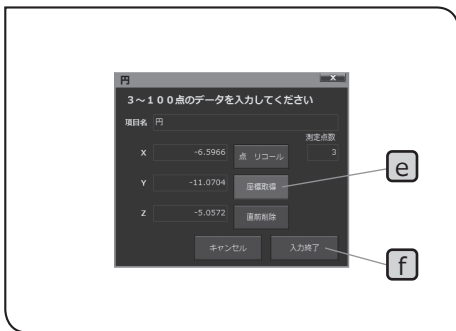 円
x
3～100点のデータを入力してください
項目名 円
測定点数
X -6.5966 点 リコール 3
Y -11.0704 座標取得
Z -5.0572 直前削除
キャンセル 入力終了
e
f